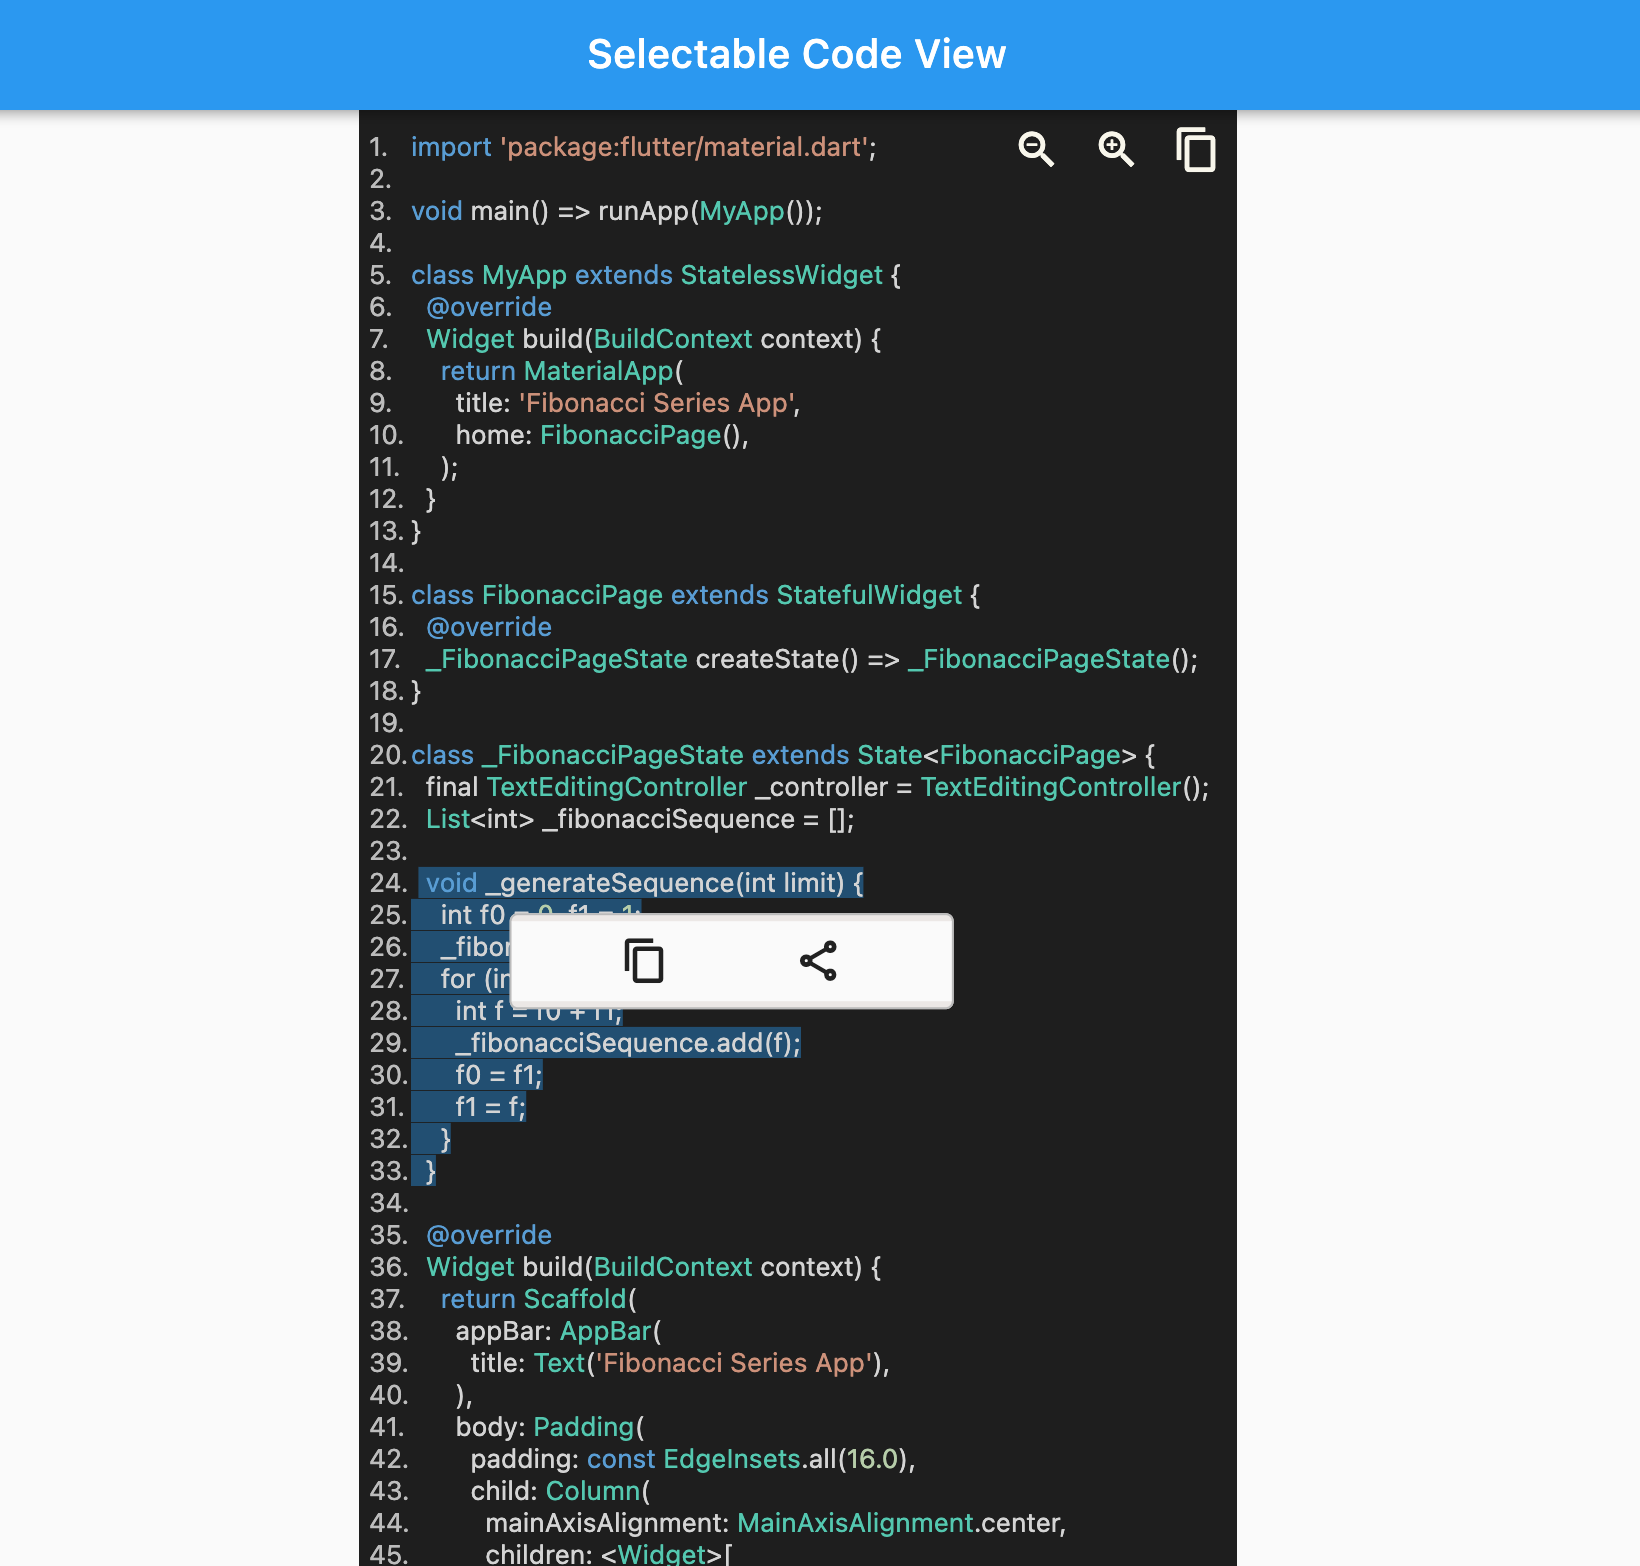 Selectable Code View
1. import 'package:flutter/material.dart';
2.
3. void main() => runApp(MyApp());
4.
5. class MyApp extends StatelessWidget {
6. @override
7. Widget build(BuildContext context) {
8. return MaterialApp(
9. title: 'Fibonacci Series App',
10. home: FibonacciPage(),
11. );
12. }
13. }
14.
15. class FibonacciPage extends StatefulWidget {
16. @override
17. _FibonacciPageState createState() => _FibonacciPageState();
18. }
19.
20. class _FibonacciPageState extends State<FibonacciPage> {
21. final TextEditingController _controller = TextEditingController();
22. List<int> _fibonacciSequence = [];
23.
24. void _generateSequence(int limit) {
25. int f0 = 0, f1 = 1;
26.
27. for
28. int f = f0 + f1;
29. _fibonacciSequence.add(f);
30. f0 = f1;
31. f1 = f;
32. }
33. }
34.
35. @override
36. Widget build(BuildContext context) {
37. return Scaffold(
38. appBar: AppBar(
39. title: Text('Fibonacci Series App'),
40. ),
41. body: Padding(
42. padding: const EdgeInsets.all(16.0),
43. child: Column(
44. mainAxisAlignment: MainAxisAlignment.center,
45. children: <Widget>[